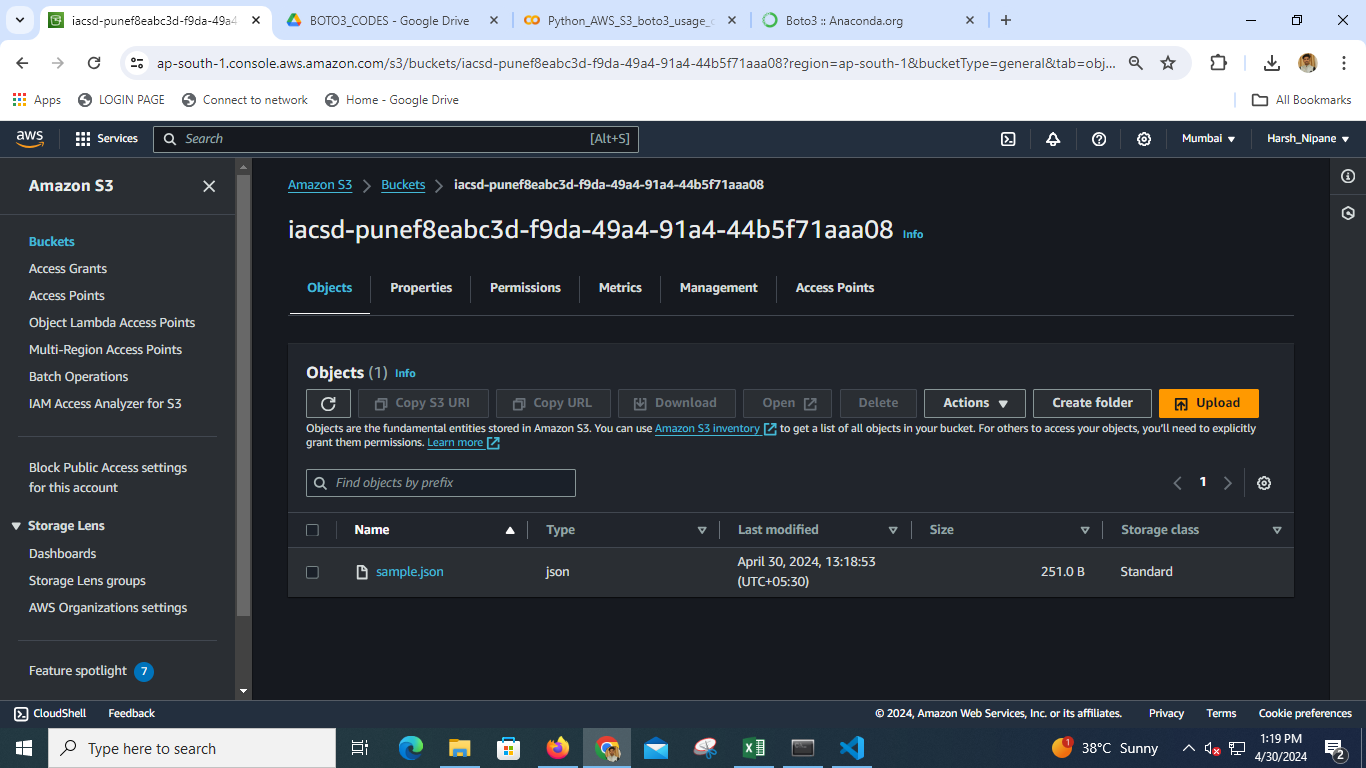 iacsd-punef8eabc3d-f9da-49a4
BOTO3_CODES - Google Drive
Python_AWS_S3_boto3_usage_
Boto3 :: Anaconda.org
ap-south-1.console.aws.amazon.com/s3/buckets/iacsd-punef8eabc3d-f9da-49a4-91a4-44b5f71aaa08?region=ap-south-1&bucketType=general&tab=obj...
Apps
LOGIN PAGE
Connect to network
Home - Google Drive
All Bookmarks
aws
Services
Search
[Alt+S]
Mumbai
Harsh_Nipane
Amazon S3
Buckets
Access Grants
Access Points
Object Lambda Access Points
Multi-Region Access Points
Batch Operations
IAM Access Analyzer for S3
Block Public Access settings
for this account
Storage Lens
Dashboards
Storage Lens groups
AWS Organizations settings
Feature spotlight 7
Amazon S3 > Buckets > iacsd-punef8eabc3d-f9da-49a4-91a4-44b5f71aaa08
iacsd-punef8eabc3d-f9da-49a4-91a4-44b5f71aaa08 Info
Objects
Properties
Permissions
Metrics
Management
Access Points
Objects (1) Info
Copy S3 URI
Copy URL
Download
Open
Delete
Actions
Create folder
Upload
Objects are the fundamental entities stored in Amazon S3. You can use Amazon S3 inventory to get a list of all objects in your bucket. For others to access your objects, you'll need to explicitly
grant them permissions. Learn more
Find objects by prefix
1
Name
Type
Last modified
Size
Storage class
sample.json
json
April 30, 2024, 13:18:53
(UTC+05:30)
251.0 B
Standard
CloudShell
Feedback
© 2024, Amazon Web Services, Inc. or its affiliates.
Privacy
Terms
Cookie preferences
Type here to search
1
38°C Sunny
1:19 PM
4/30/2024
2